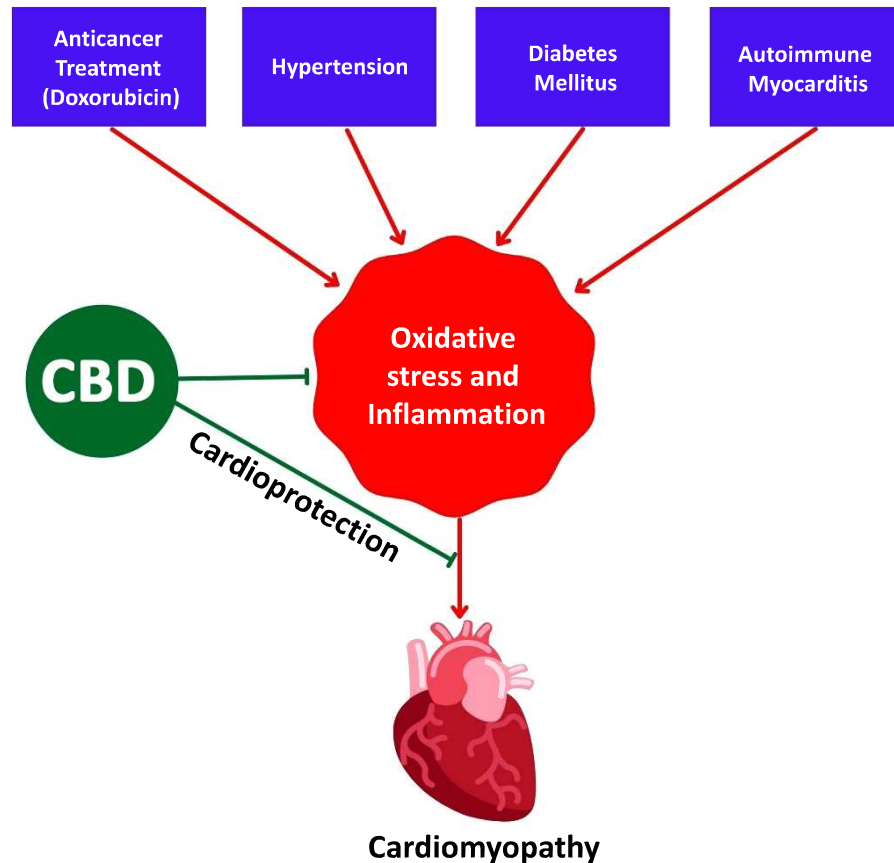 Anticancer
Treatment
(Doxorubicin)
Hypertension
Diabetes
Mellitus
Autoimmune
Myocarditis
Oxidative
stress and
Inflammation
CBD
Cardioprotection
Cardiomyopathy